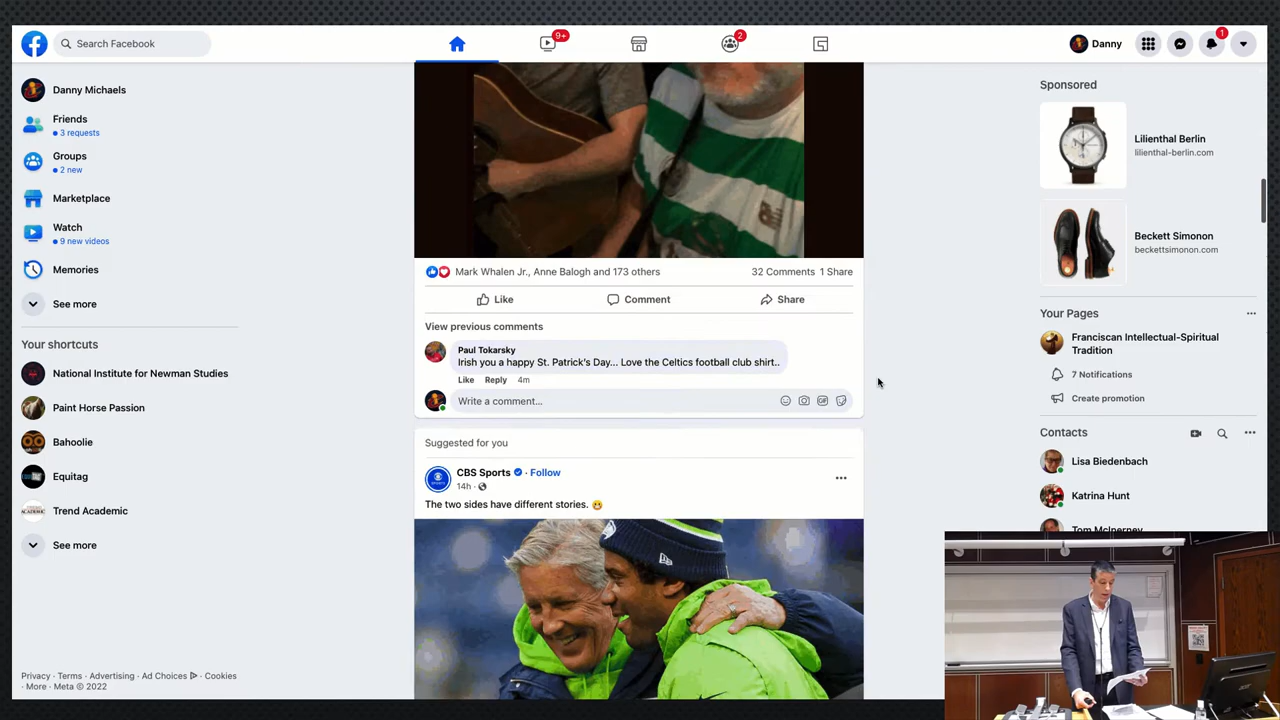 Search Facebook
9+
2
Danny
1
Danny Michaels
Friends
3 requests
Groups
2 new
Marketplace
Watch
9 new videos
Memories
See more
Your shortcuts
National Institute for Newman Studies
Paint Horse Passion
Bahoolie
Equitag
Trend Academic
See more
Privacy · Terms · Advertising · Ad Choices · Cookies
· More · Meta © 2022
Mark Whalen Jr., Anne Balogh and 173 others
32 Comments 1 Share
Like
Comment
Share
View previous comments
Paul Tokarsky
Irish you a happy St. Patrick's Day... Love the Celtics football club shirt..
Like Reply 4m
Write a comment...
GIF
Suggested for you
CBS Sports · Follow
14h ·
The two sides have different stories.
Sponsored
Lilienthal Berlin
lilienthal-berlin.com
Beckett Simonon
beckettsimonon.com
Your Pages
Franciscan Intellectual-Spiritual
Tradition
7 Notifications
Create promotion
Contacts
Lisa Biedenbach
Katrina Hunt
Tom McInerney